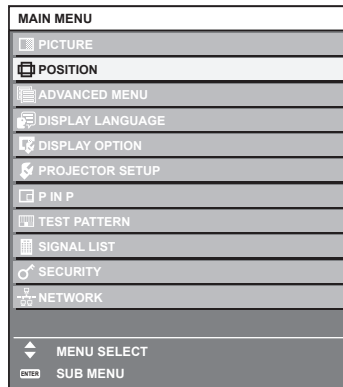 MAIN MENU
PICTURE
POSITION
ADVANCED MENU
DISPLAY LANGUAGE
DISPLAY OPTION
PROJECTOR SETUP
P IN P
TEST PATTERN
SIGNAL LIST
SECURITY
NETWORK
MENU SELECT
ENTER SUB MENU